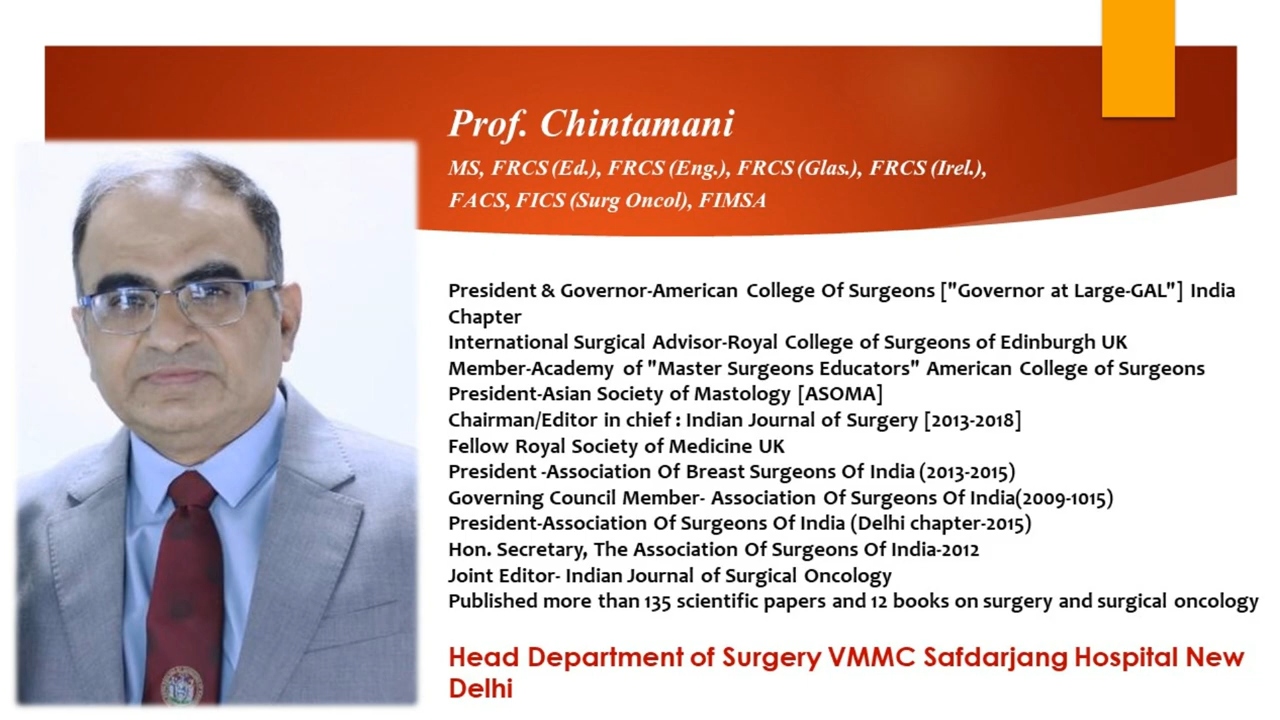 Prof. Chintamani
MS, FRCS (Ed.), FRCS (Eng.), FRCS (Glas.), FRCS (Irel.),
FACS, FICS (Surg Oncol), FIMSA
President & Governor-American College Of Surgeons ["Governor at Large-GAL"] India
Chapter
International Surgical Advisor-Royal College of Surgeons of Edinburgh UK
Member-Academy of "Master Surgeons Educators" American College of Surgeons
President-Asian Society of Mastology [ASOMA]
Chairman/Editor in chief : Indian Journal of Surgery [2013-2018]
Fellow Royal Society of Medicine UK
President -Association Of Breast Surgeons Of India (2013-2015)
Governing Council Member- Association Of Surgeons Of India(2009-1015)
President-Association Of Surgeons Of India (Delhi chapter-2015)
Hon. Secretary, The Association Of Surgeons Of India-2012
Joint Editor- Indian Journal of Surgical Oncology
Published more than 135 scientific papers and 12 books on surgery and surgical oncology
Head Department of Surgery VMMC Safdarjang Hospital New
Delhi